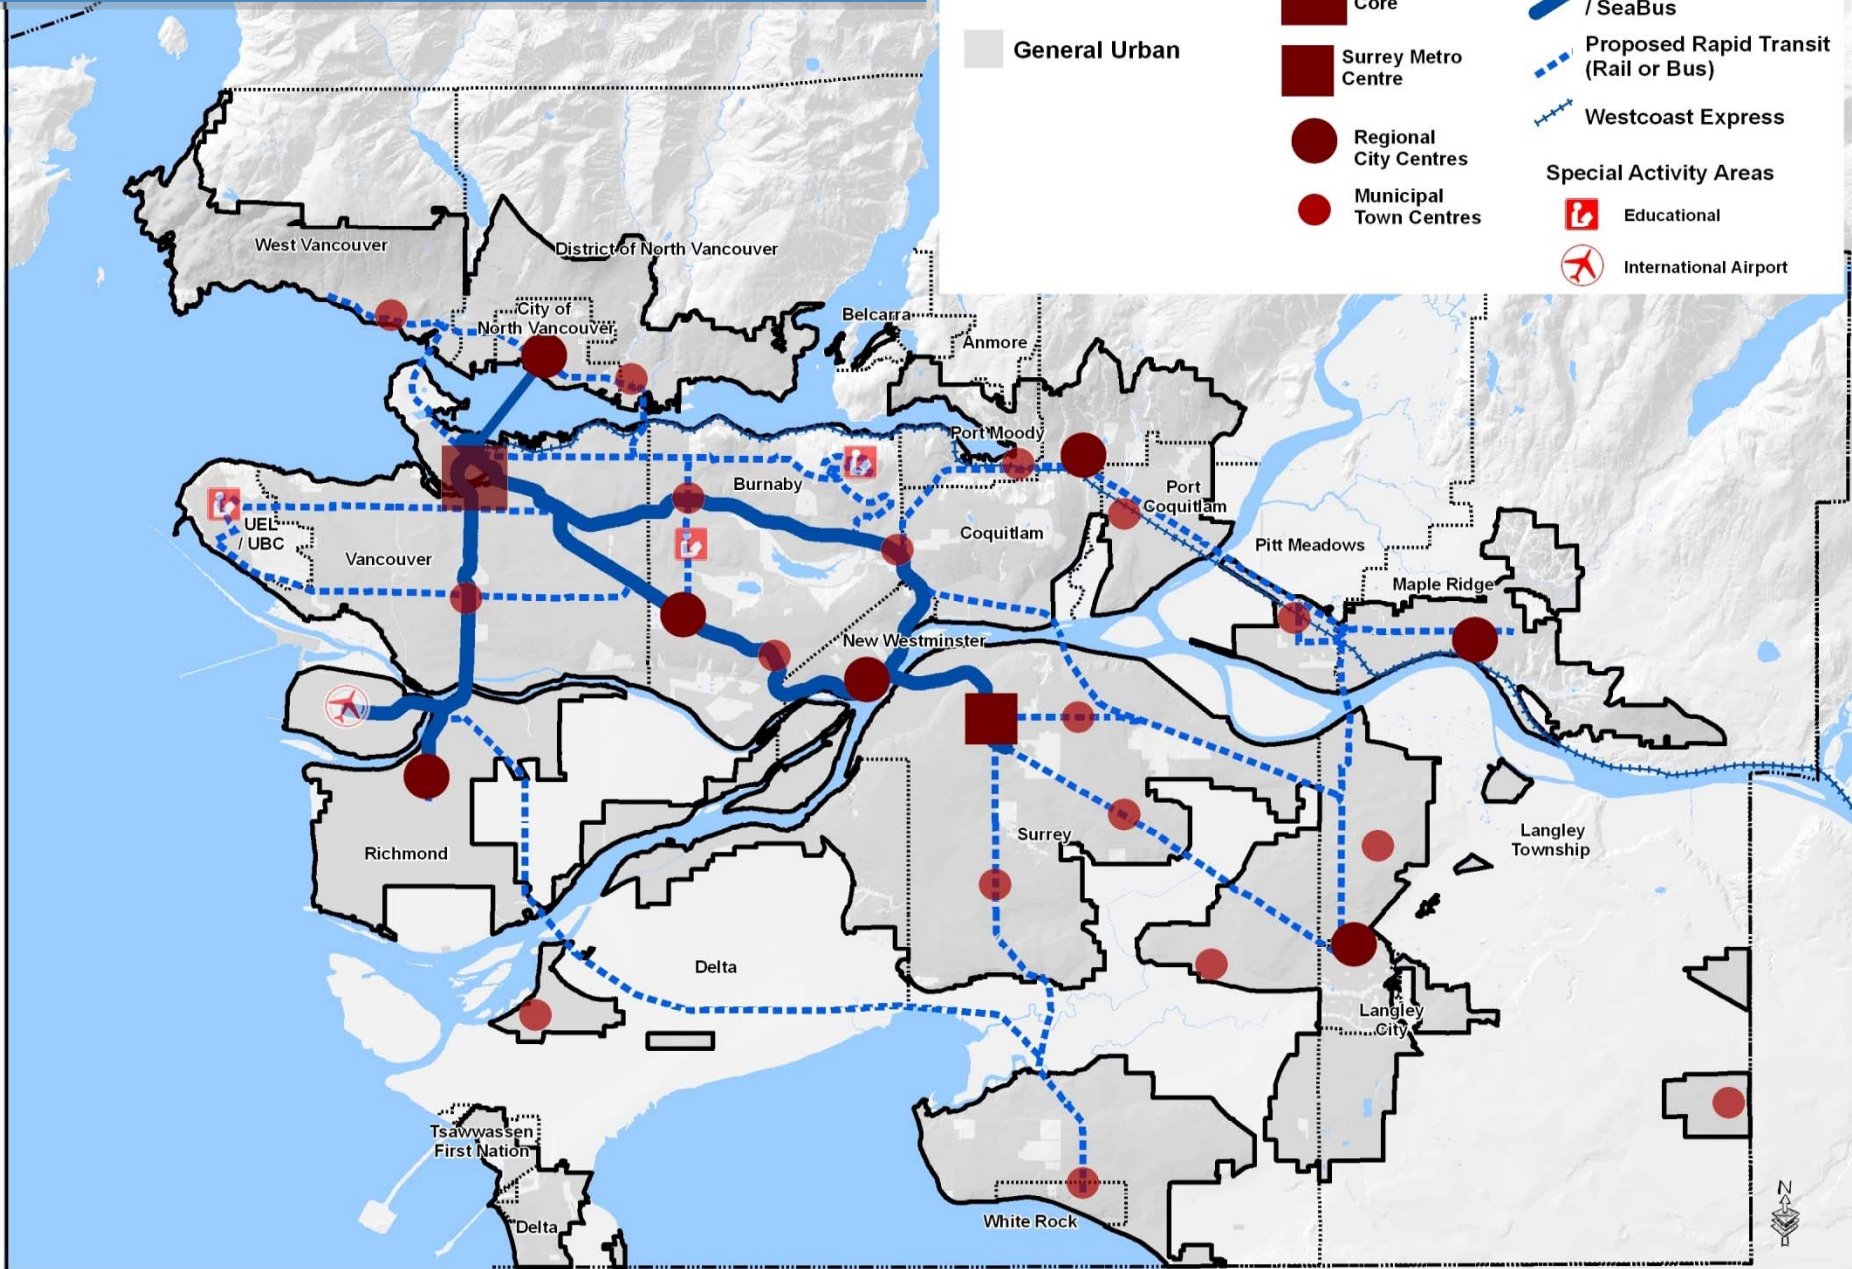 Core
/ SeaBus
General Urban
Surrey Metro
Centre
Proposed Rapid Transit
(Rail or Bus)
Westcoast Express
Regional
City Centres
Special Activity Areas
Municipal
Town Centres
Educational
International Airport
West Vancouver
District of North Vancouver
City of
North Vancouver
Belcarra
Anmore
Port Moody
Burnaby
Port
Coquitlam
UEL
/ UBC
Vancouver
Coquitlam
Pitt Meadows
Maple Ridge
New Westminster
Richmond
Surrey
Langley
Township
Delta
Langley
City
Tsawwassen
First Nation
Delta
White Rock
N